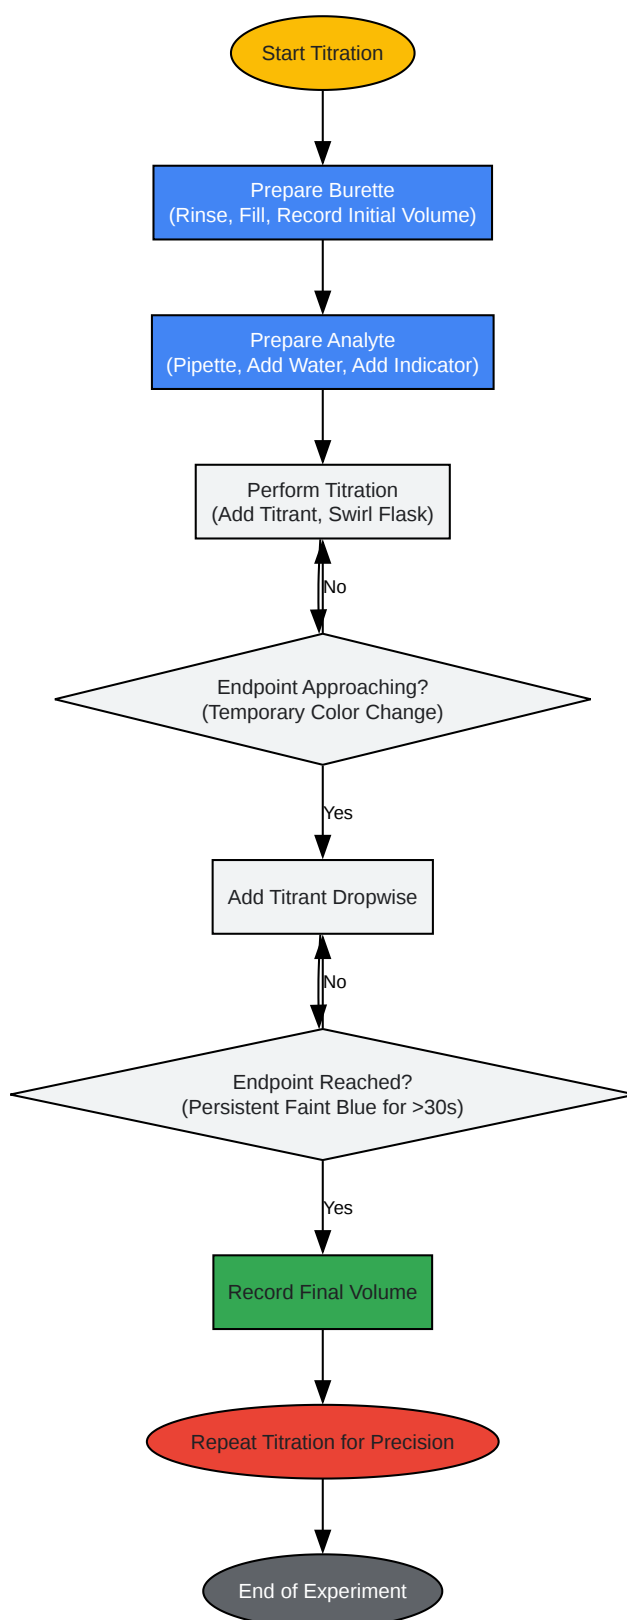 Start Titration
Prepare Burette
(Rinse, Fill, Record Initial Volume)
Prepare Analyte
(Pipette, Add Water, Add Indicator)
Perform Titration
(Add Titrant, Swirl Flask)
No
Endpoint Approaching?
(Temporary Color Change)
Yes
Add Titrant Dropwise
No
Endpoint Reached?
(Persistent Faint Blue for >30s)
Yes
Record Final Volume
Repeat Titration for Precision
End of Experiment